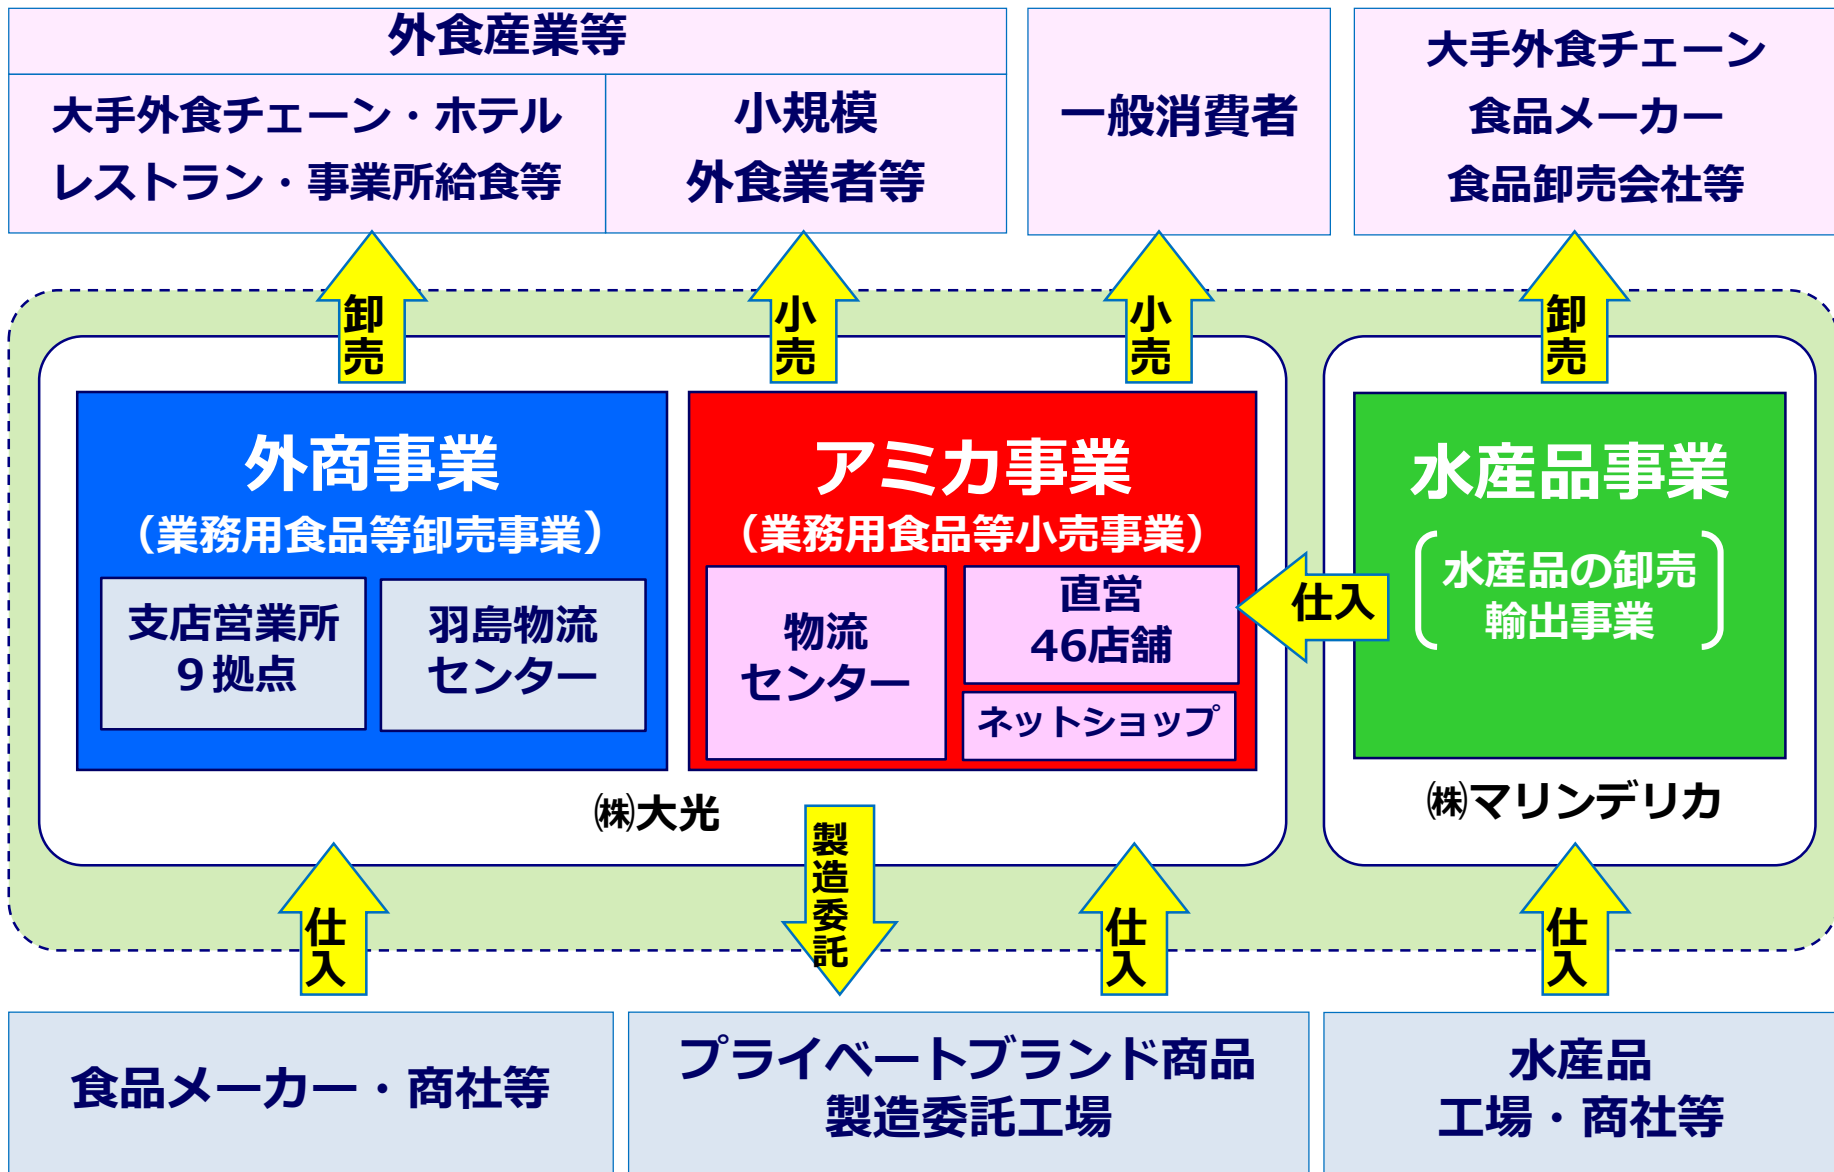 外食産業等
大手外食チェーン・ホテル
レストラン・事業所給食等
小規模
外食業者等
一般消費者
大手外食チェーン
食品メーカー
食品卸売会社等
卸売
小売
小売
卸売
外商事業
（業務用食品等卸売事業）
支店営業所
９拠点
羽島物流
センター
アミカ事業
（業務用食品等小売事業）
物流
センター
直営
46店舗
ネットショップ
仕入
水産品事業
水産品の卸売
輸出事業
㈱大光
㈱マリンデリカ
仕入
製造委託
仕入
仕入
食品メーカー・商社等
プライベートブランド商品
製造委託工場
水産品
工場・商社等